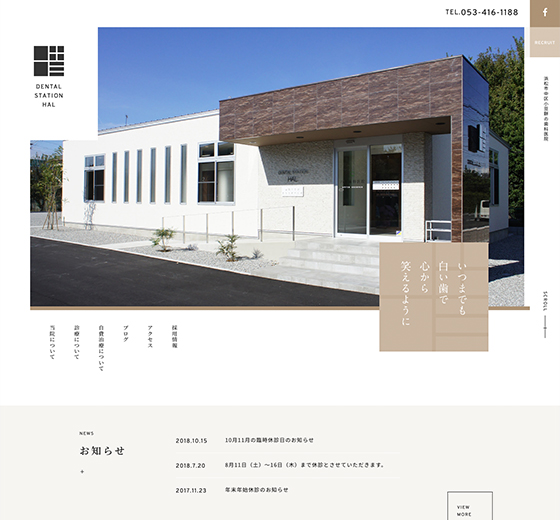 TEL.053-416-1188
f
RECRUIT
DENTAL
STATION
HAL
浜松市中区小豆餅の歯科医院
HAL
いつまでも
白い歯で
心から
笑えるように
SCROLL
採用情報
アクセス
ブログ
自費治療について
診療について
当院について
NEWS
お知らせ
+
2018.10.15 10月11月の臨時休診日のお知らせ
2018.7.20 8月11日（土）〜16日（木）まで休診とさせていただきます。
2017.11.23 年末年始休診のお知らせ
VIEW
MORE